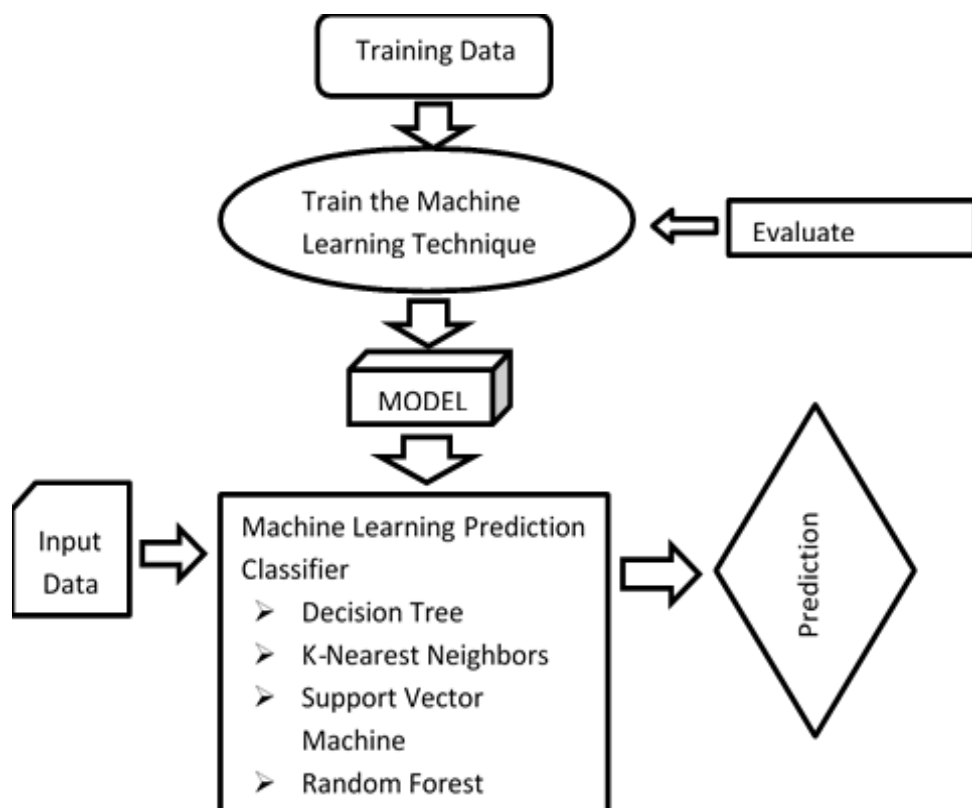 Training Data
Train the Machine
Learning Technique
Evaluate
MODEL
Input
Data
Machine Learning Prediction
Classifier
➢ Decision Tree
➢ K-Nearest Neighbors
➢ Support Vector
Machine
➢ Random Forest
Prediction